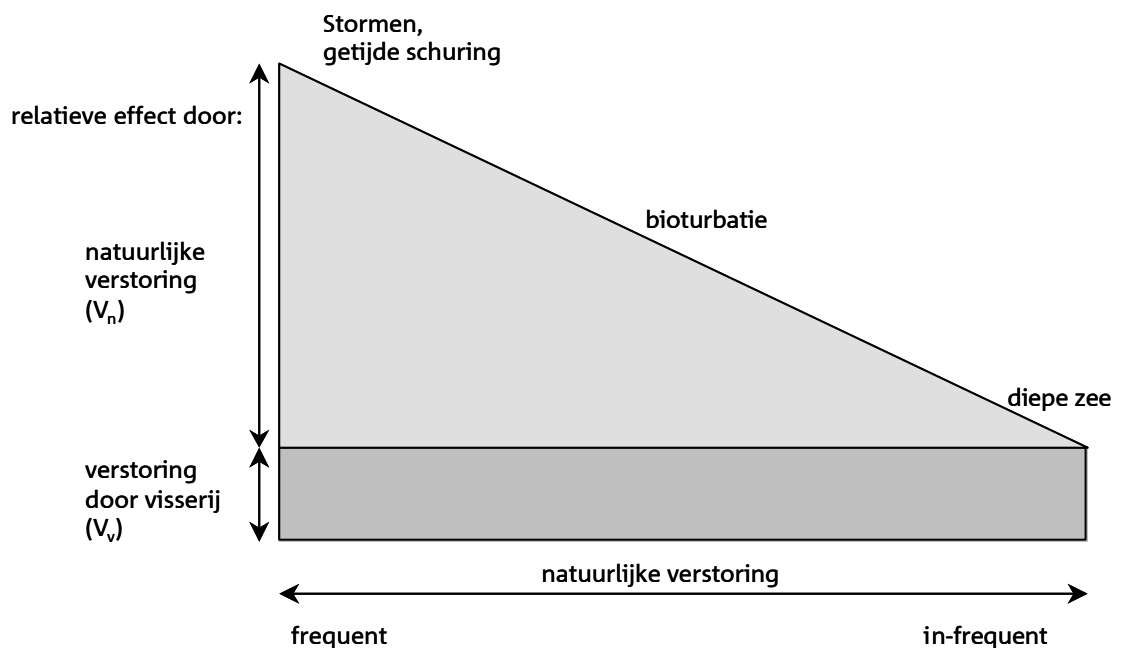 Stormen,
getijde schuring
relatieve effect door:
bioturbatie
natuurlijke
verstoring
(Vn)
diepe zee
verstoring
door visserij
(Vv)
natuurlijke verstoring
frequent
in-frequent